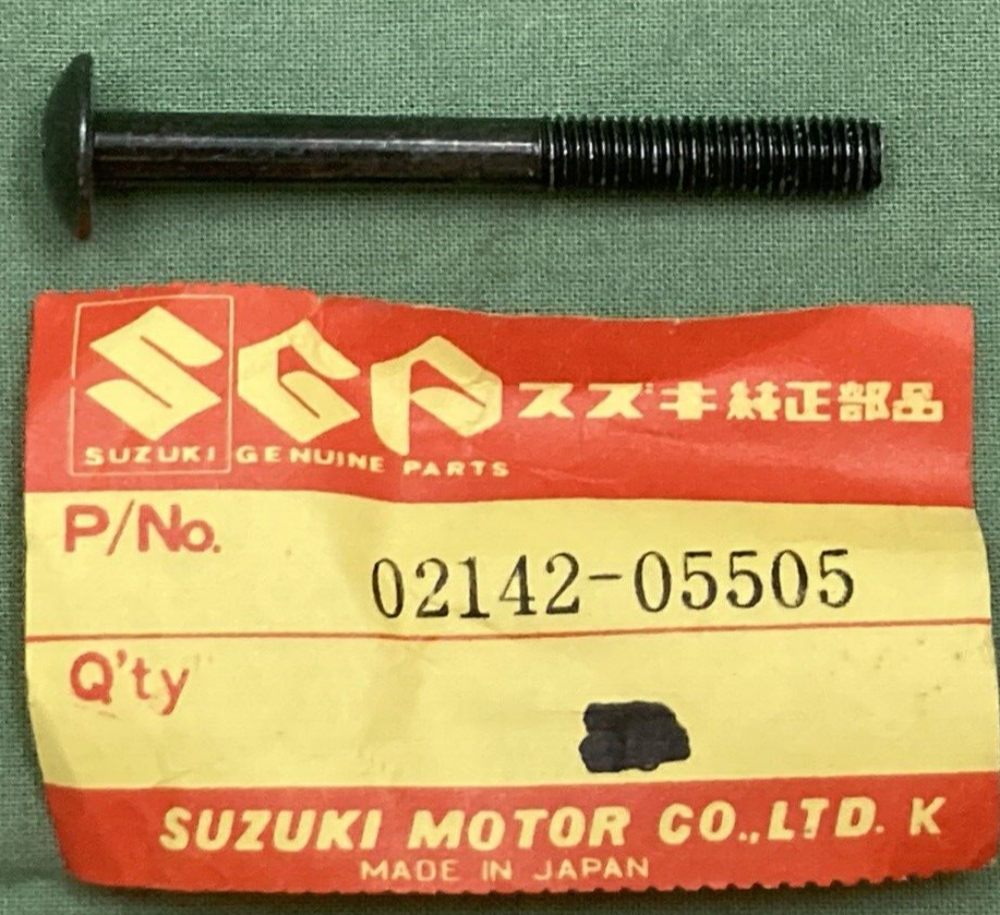 SGP スズキ純正部品
SUZUKI GENUINE PARTS
P/No.
02142-05505
Q'ty
SUZUKI MOTOR CO.,LTD. K
MADE IN JAPAN